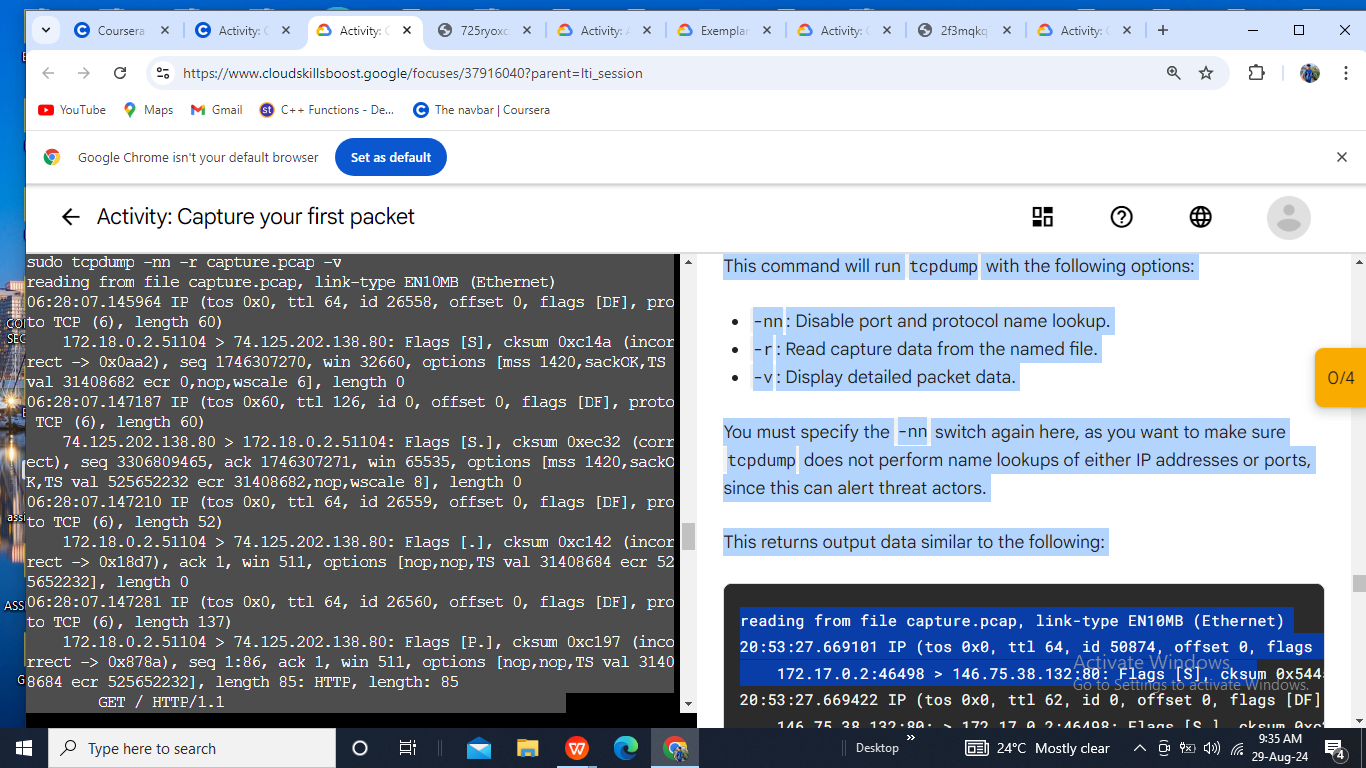 Coursera
Activity: C
Activity: C
725ryoxc
Activity: A
Exemplar
Activity: C
2f3mqkq
Activity: C
https://www.cloudskillsboost.google/focuses/37916040?parent=lti_session
YouTube
Maps
Gmail
C++ Functions - De...
The navbar | Coursera
Google Chrome isn't your default browser
Set as default
Activity: Capture your first packet
sudo tcpdump -nn -r capture.pcap -v
reading from file capture.pcap, link-type EN10MB (Ethernet)
06:28:07.145964 IP (tos 0x0, ttl 64, id 26558, offset 0, flags [DF], pro
to TCP (6), length 60)
172.18.0.2.51104 > 74.125.202.138.80: Flags [S], cksum 0xc14a (incor
rect -> 0x0aa2), seq 1746307270, win 32660, options [mss 1420,sackOK,TS
val 31408682 ecr 0,nop,wscale 6], length 0
06:28:07.147187 IP (tos 0x60, ttl 126, id 0, offset 0, flags [DF], proto
TCP (6), length 60)
74.125.202.138.80 > 172.18.0.2.51104: Flags [S.], cksum 0xec32 (corr
ect), seq 3306809465, ack 1746307271, win 65535, options [mss 1420,sackO
K,TS val 525652232 ecr 31408682,nop,wscale 8], length 0
06:28:07.147210 IP (tos 0x0, ttl 64, id 26559, offset 0, flags [DF], pro
to TCP (6), length 52)
172.18.0.2.51104 > 74.125.202.138.80: Flags [.], cksum 0xc142 (incor
rect -> 0x18d7), ack 1, win 511, options [nop,nop,TS val 31408684 ecr 52
5652232], length 0
06:28:07.147281 IP (tos 0x0, ttl 64, id 26560, offset 0, flags [DF], pro
to TCP (6), length 137)
172.18.0.2.51104 > 74.125.202.138.80: Flags [P.], cksum 0xc197 (inco
rrect -> 0x878a), seq 1:86, ack 1, win 511, options [nop,nop,TS val 3140
8684 ecr 525652232], length 85: HTTP, length: 85
GET / HTTP/1.1
This command will run tcpdump with the following options:
-nn: Disable port and protocol name lookup.
-r: Read capture data from the named file.
-v: Display detailed packet data.
You must specify the -nn switch again here, as you want to make sure
tcpdump does not perform name lookups of either IP addresses or ports,
since this can alert threat actors.
This returns output data similar to the following:
reading from file capture.pcap, link-type EN10MB (Ethernet)
20:53:27.669101 IP (tos 0x0, ttl 64, id 50874, offset 0, flags
172.17.0.2:46498 > 146.75.38.132:80: Flags [S], cksum 0x544
20:53:27.669422 IP (tos 0x0, ttl 62, id 0, offset 0, flags [DF]
146.75.38.132:80: > 172.17.0.2:46498: Flags [S.], cksum
0/4
Activate Windows
Go to Settings to activate Windows.
Type here to search
Desktop
24°C Mostly clear
9:35 AM
29-Aug-24
4